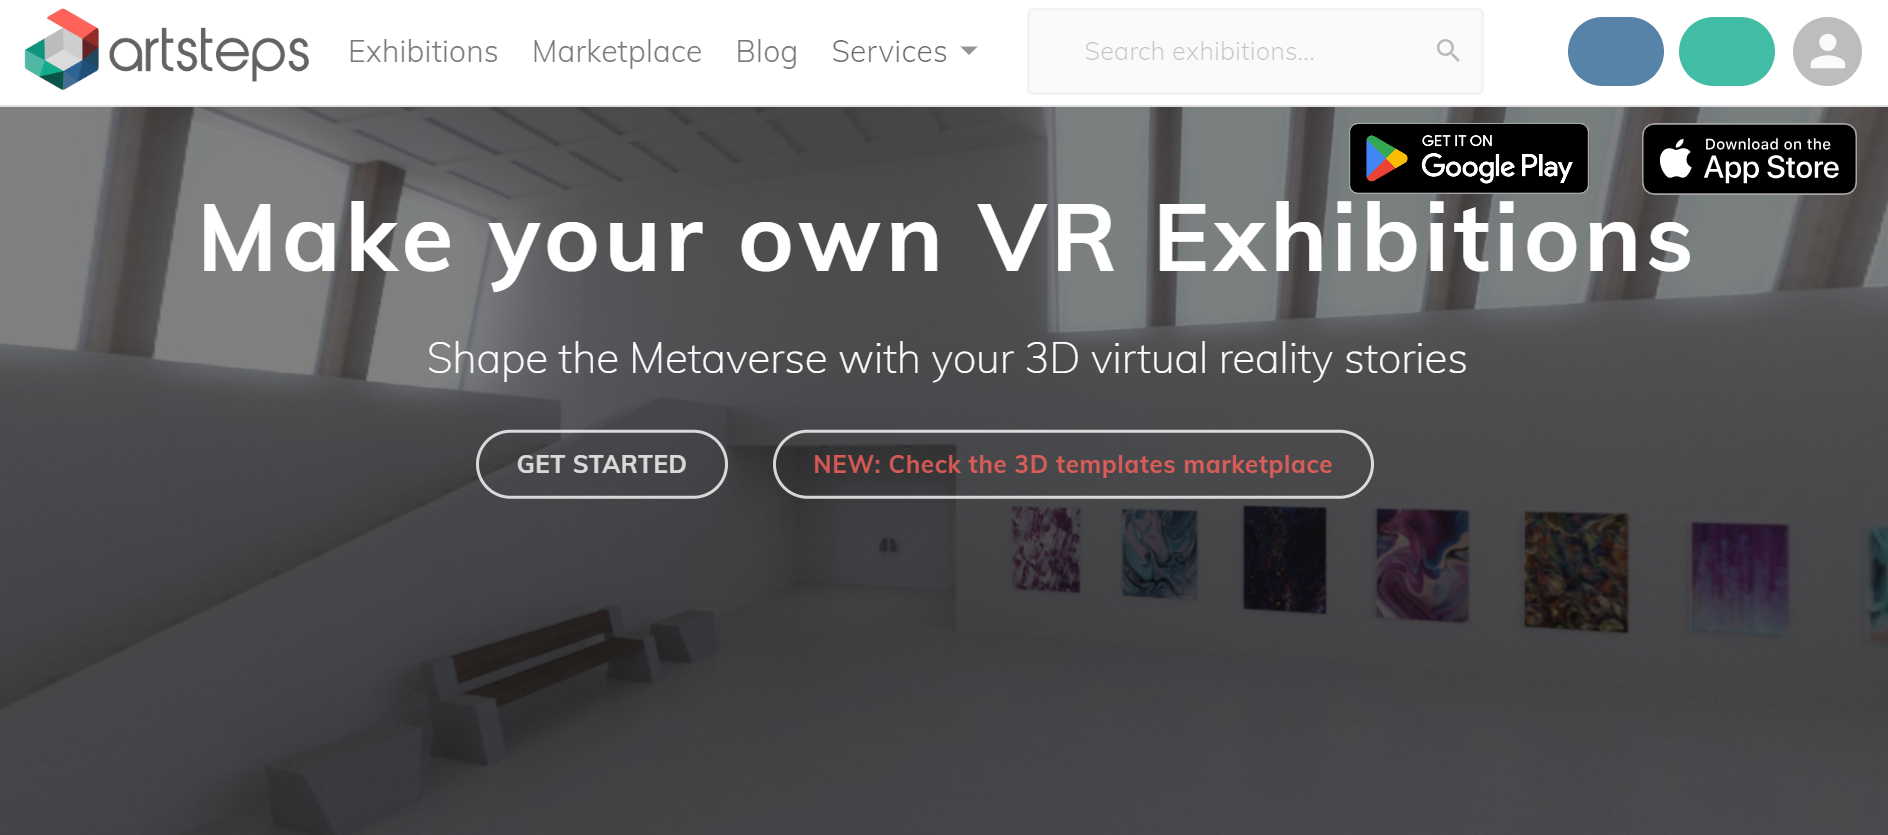 artsteps
Exhibitions
Marketplace
Blog
Services
Search exhibitions...
GET IT ON
Google Play
Download on the
App Store
Make your own VR Exhibitions
Shape the Metaverse with your 3D virtual reality stories
GET STARTED
NEW: Check the 3D templates marketplace